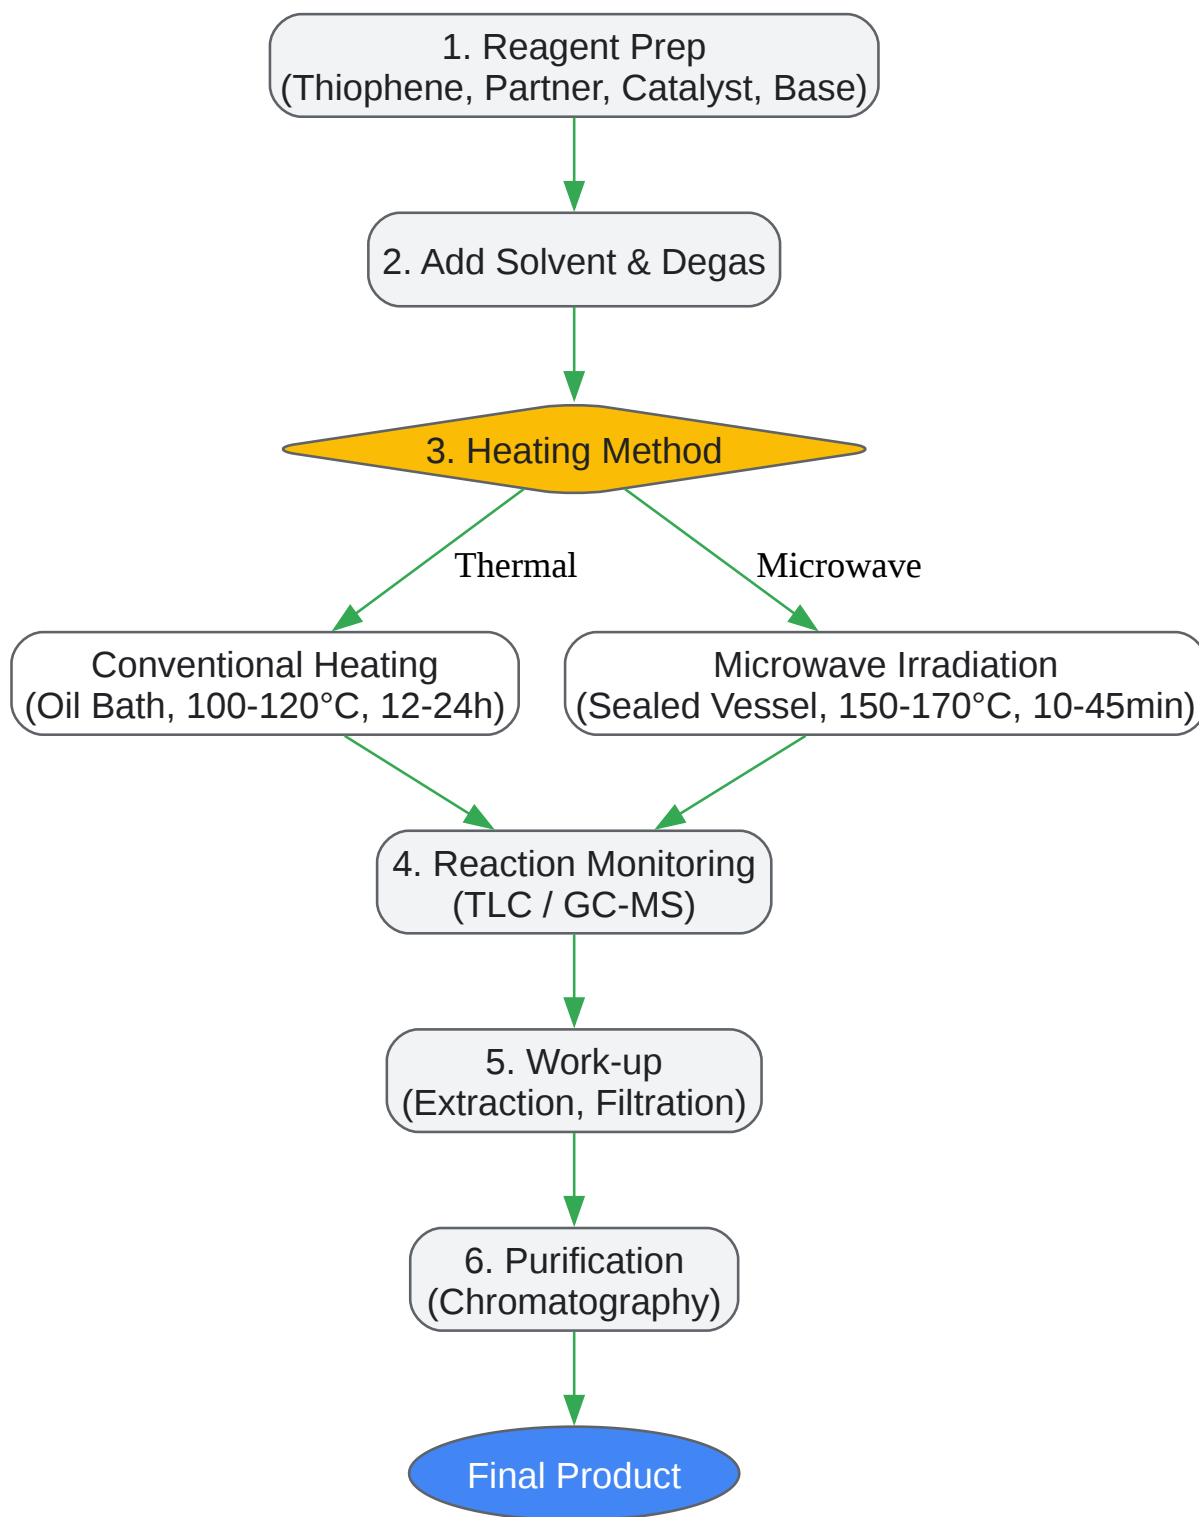 1. Reagent Prep
(Thiophene, Partner, Catalyst, Base)
2. Add Solvent & Degas
3. Heating Method
Thermal
Microwave
Conventional Heating
(Oil Bath, 100-120°C, 12-24h)
Microwave Irradiation
(Sealed Vessel, 150-170°C, 10-45min)
4. Reaction Monitoring
(TLC / GC-MS)
5. Work-up
(Extraction, Filtration)
6. Purification
(Chromatography)
Final Product